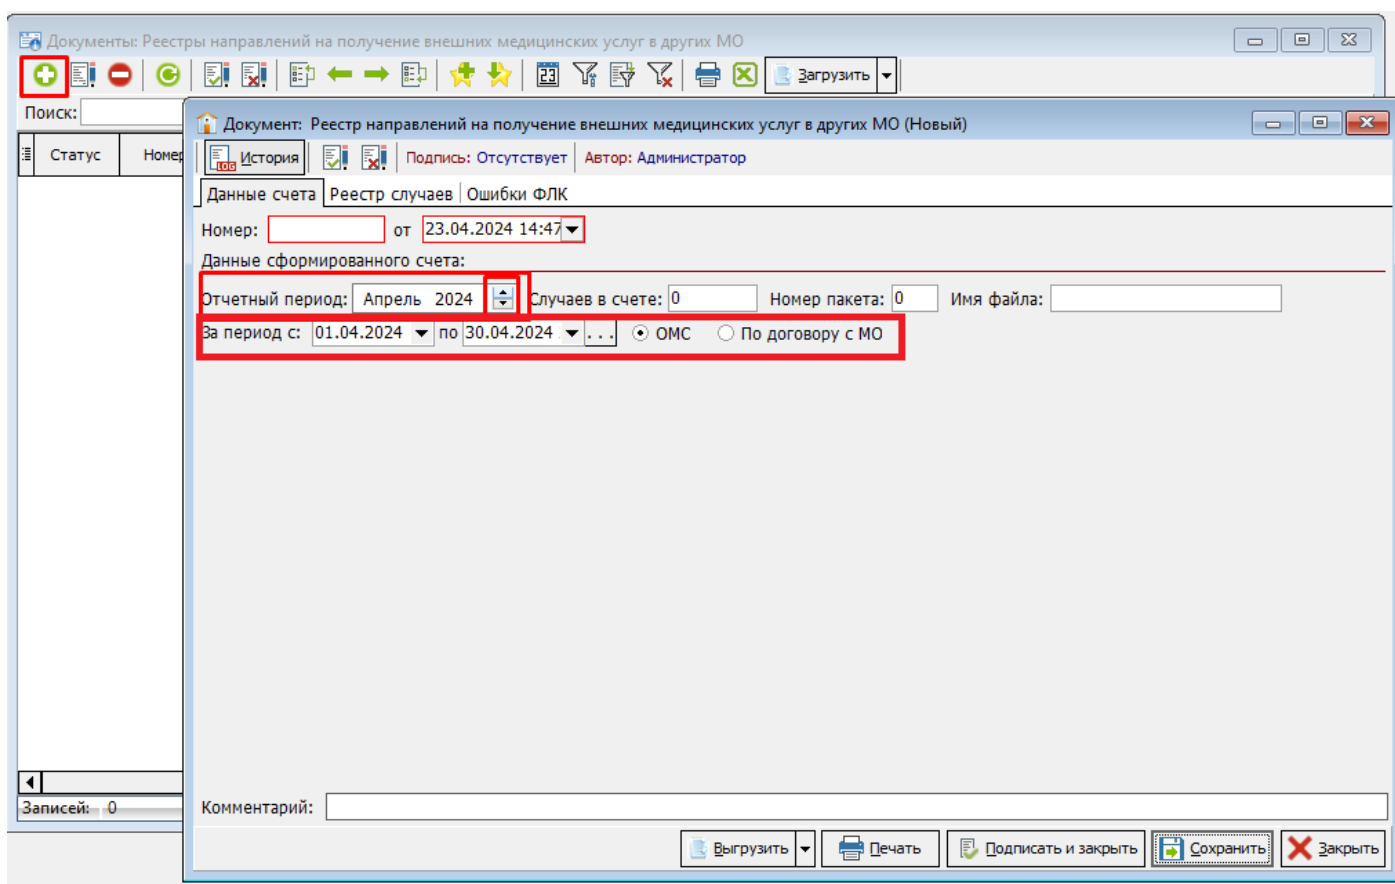 Документы: Реестры направлений на получение внешних медицинских услуг в других МО
23 Загрузить
Поиск:
Статус Номер
Документ: Реестр направлений на получение внешних медицинских услуг в других МО (Новый)
LOG История Подпись: Отсутствует Автор: Администратор
Данные счета Реестр случаев Ошибки ФЛК
Номер: от 23.04.2024 14:47
Данные сформированного счета:
Отчетный период: Апрель 2024 Случаев в счете: 0 Номер пакета: 0 Имя файла:
За период с: 01.04.2024 по 30.04.2024 ... ОМС По договору с МО
Комментарий:
Записей: 0
Выгрузить Печать Подписать и закрыть Сохранить Закрыть